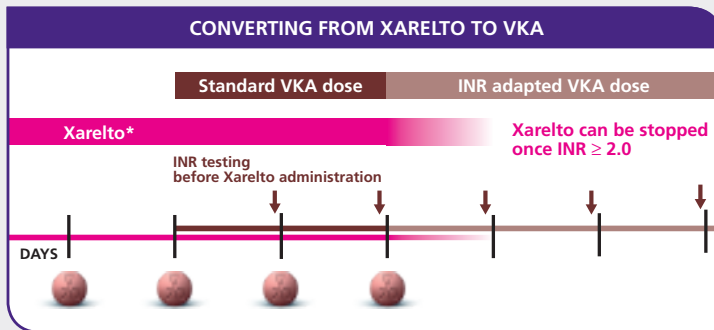 CONVERTING FROM XARELTO TO VKA
Standard VKA dose
INR adapted VKA dose
Xarelto*
Xarelto can be stopped
once INR ≥ 2.0
INR testing
before Xarelto administration
DAYS